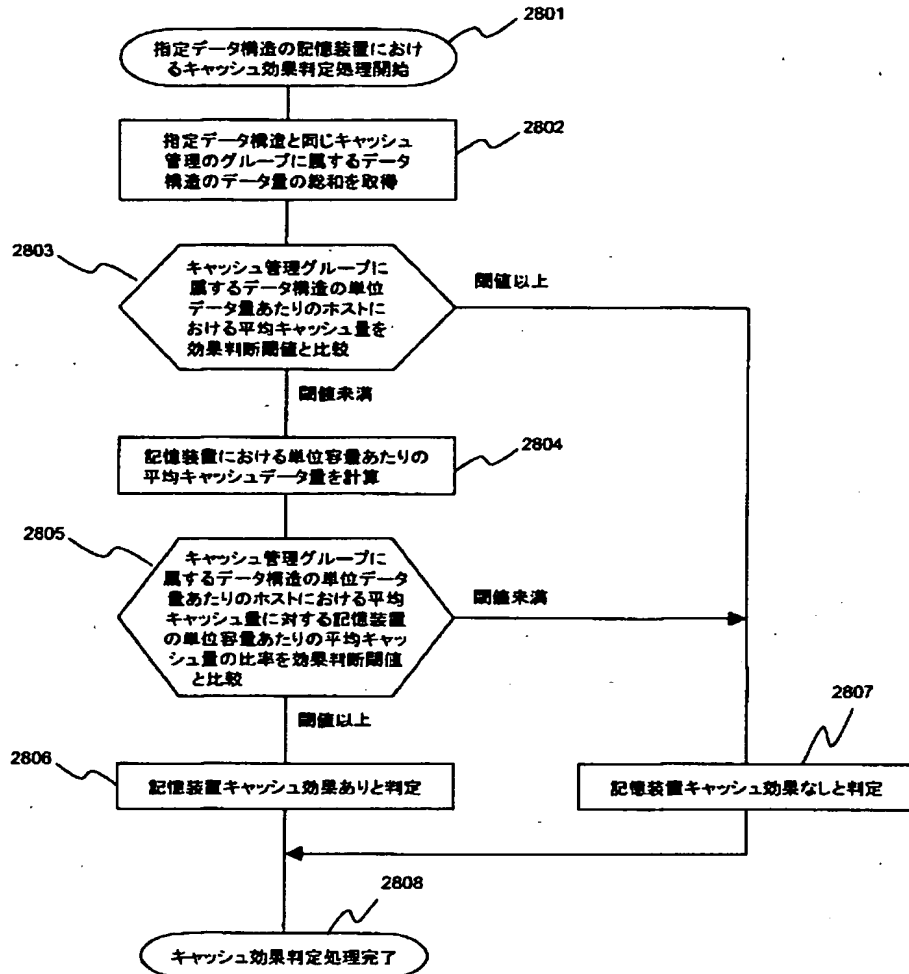 2801
指定データ構造の記憶装置におけ
るキャッシュ効果判定処理開始
2802
指定データ構造と同じキャッシュ
管理のグループに属するデータ
構造のデータ量の総和を取得
2803
キャッシュ管理グループに
属するデータ構造の単位
データ量あたりのホストに
おける平均キャッシュ量を
効果判断閾値と比較
閾値以上
閾値未満
2804
記憶装置における単位容量あたりの
平均キャッシュデータ量を計算
2805
キャッシュ管理グループに
属するデータ構造の単位データ
量あたりのホストにおける平均
キャッシュ量に対する記憶装置
の単位容量あたりの平均キャッ
シュ量の比率を効果判断閾値
と比較
閾値未満
閾値以上
2806
記憶装置キャッシュ効果ありと判定
2807
記憶装置キャッシュ効果なしと判定
2808
キャッシュ効果判定処理完了